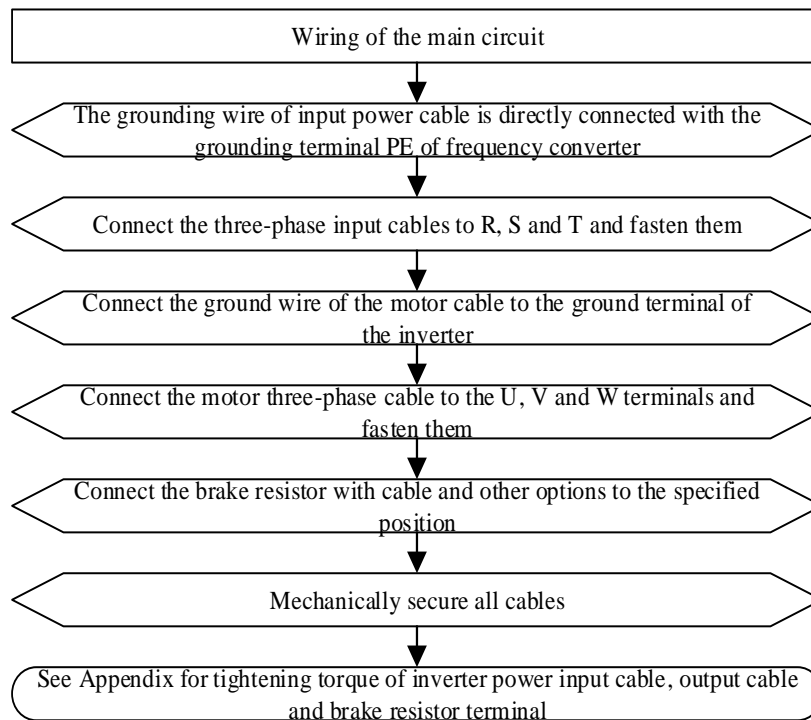 Wiring of the main circuit
The grounding wire of input power cable is directly connected with the
grounding terminal PE of frequency converter
Connect the three-phase input cables to R, S and T and fasten them
Connect the ground wire of the motor cable to the ground terminal of
the inverter
Connect the motor three-phase cable to the U, V and W terminals and
fasten them
Connect the brake resistor with cable and other options to the specified
position
Mechanically secure all cables
See Appendix for tightening torque of inverter power input cable, output cable
and brake resistor terminal